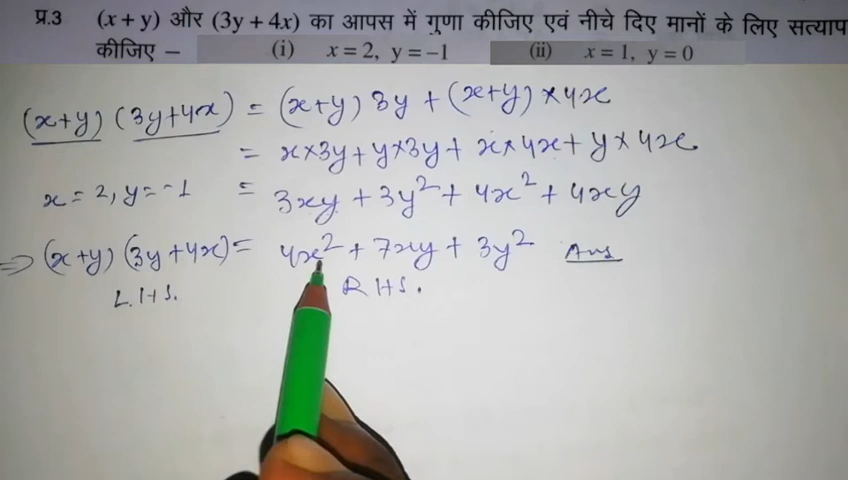 प्र.3 (x + y) और (3y + 4x) का आपस में गुणा कीजिए एवं नीचे दिए मानों के लिए सत्याप
कीजिए – (i) x = 2, y = −1 (ii) x = 1, y = 0
(x+y) (3y+4x) = (x+y) 3y + (x+y) × 4x
= x×3y + y×3y + x×4x + y×4x
x = 2, y = -1 = 3xy + 3y² + 4x² + 4xy
⇒ (x+y) (3y+4x) = 4x² + 7xy + 3y² Ans
L.H.S. R.H.S.